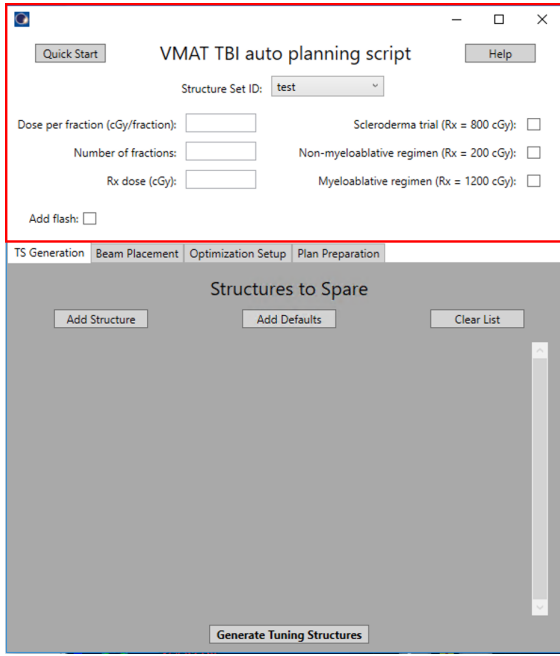 Quick Start VMAT TBI auto planning script Help
Structure Set ID: test
Dose per fraction (cGy/fraction): Scleroderma trial (Rx = 800 cGy):
Number of fractions: Non-myeloablative regimen (Rx = 200 cGy):
Rx dose (cGy): Myeloablative regimen (Rx = 1200 cGy):
Add flash:
TS Generation Beam Placement Optimization Setup Plan Preparation
Structures to Spare
Add Structure Add Defaults Clear List
Generate Tuning Structures